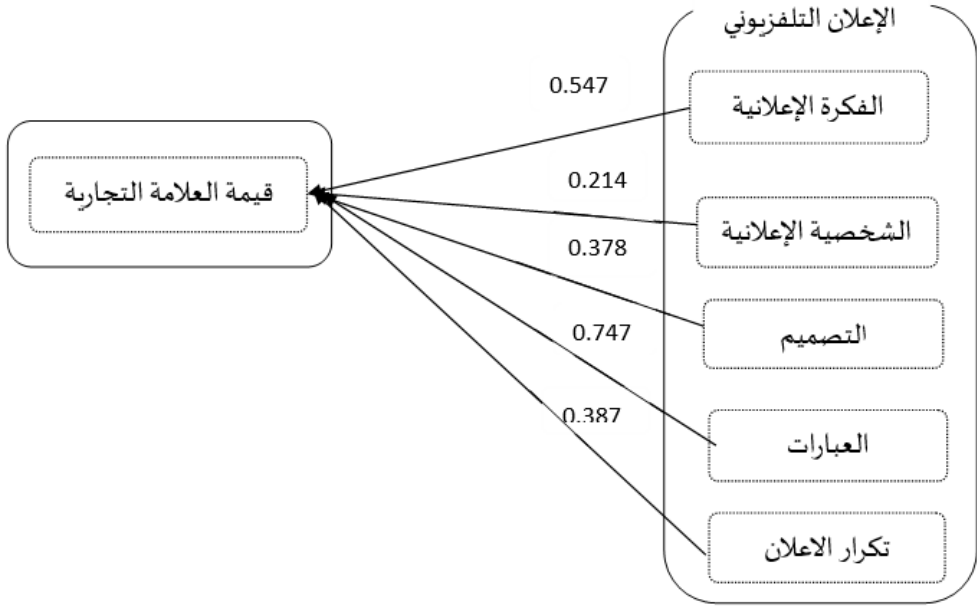 الإعلان التلفزيوني
الفكرة الإعلانية
0.547
الشخصية الإعلانية
0.214
التصميم
0.378
العبارات
0.747
تكرار الاعلان
0.387
قيمة العلامة التجارية